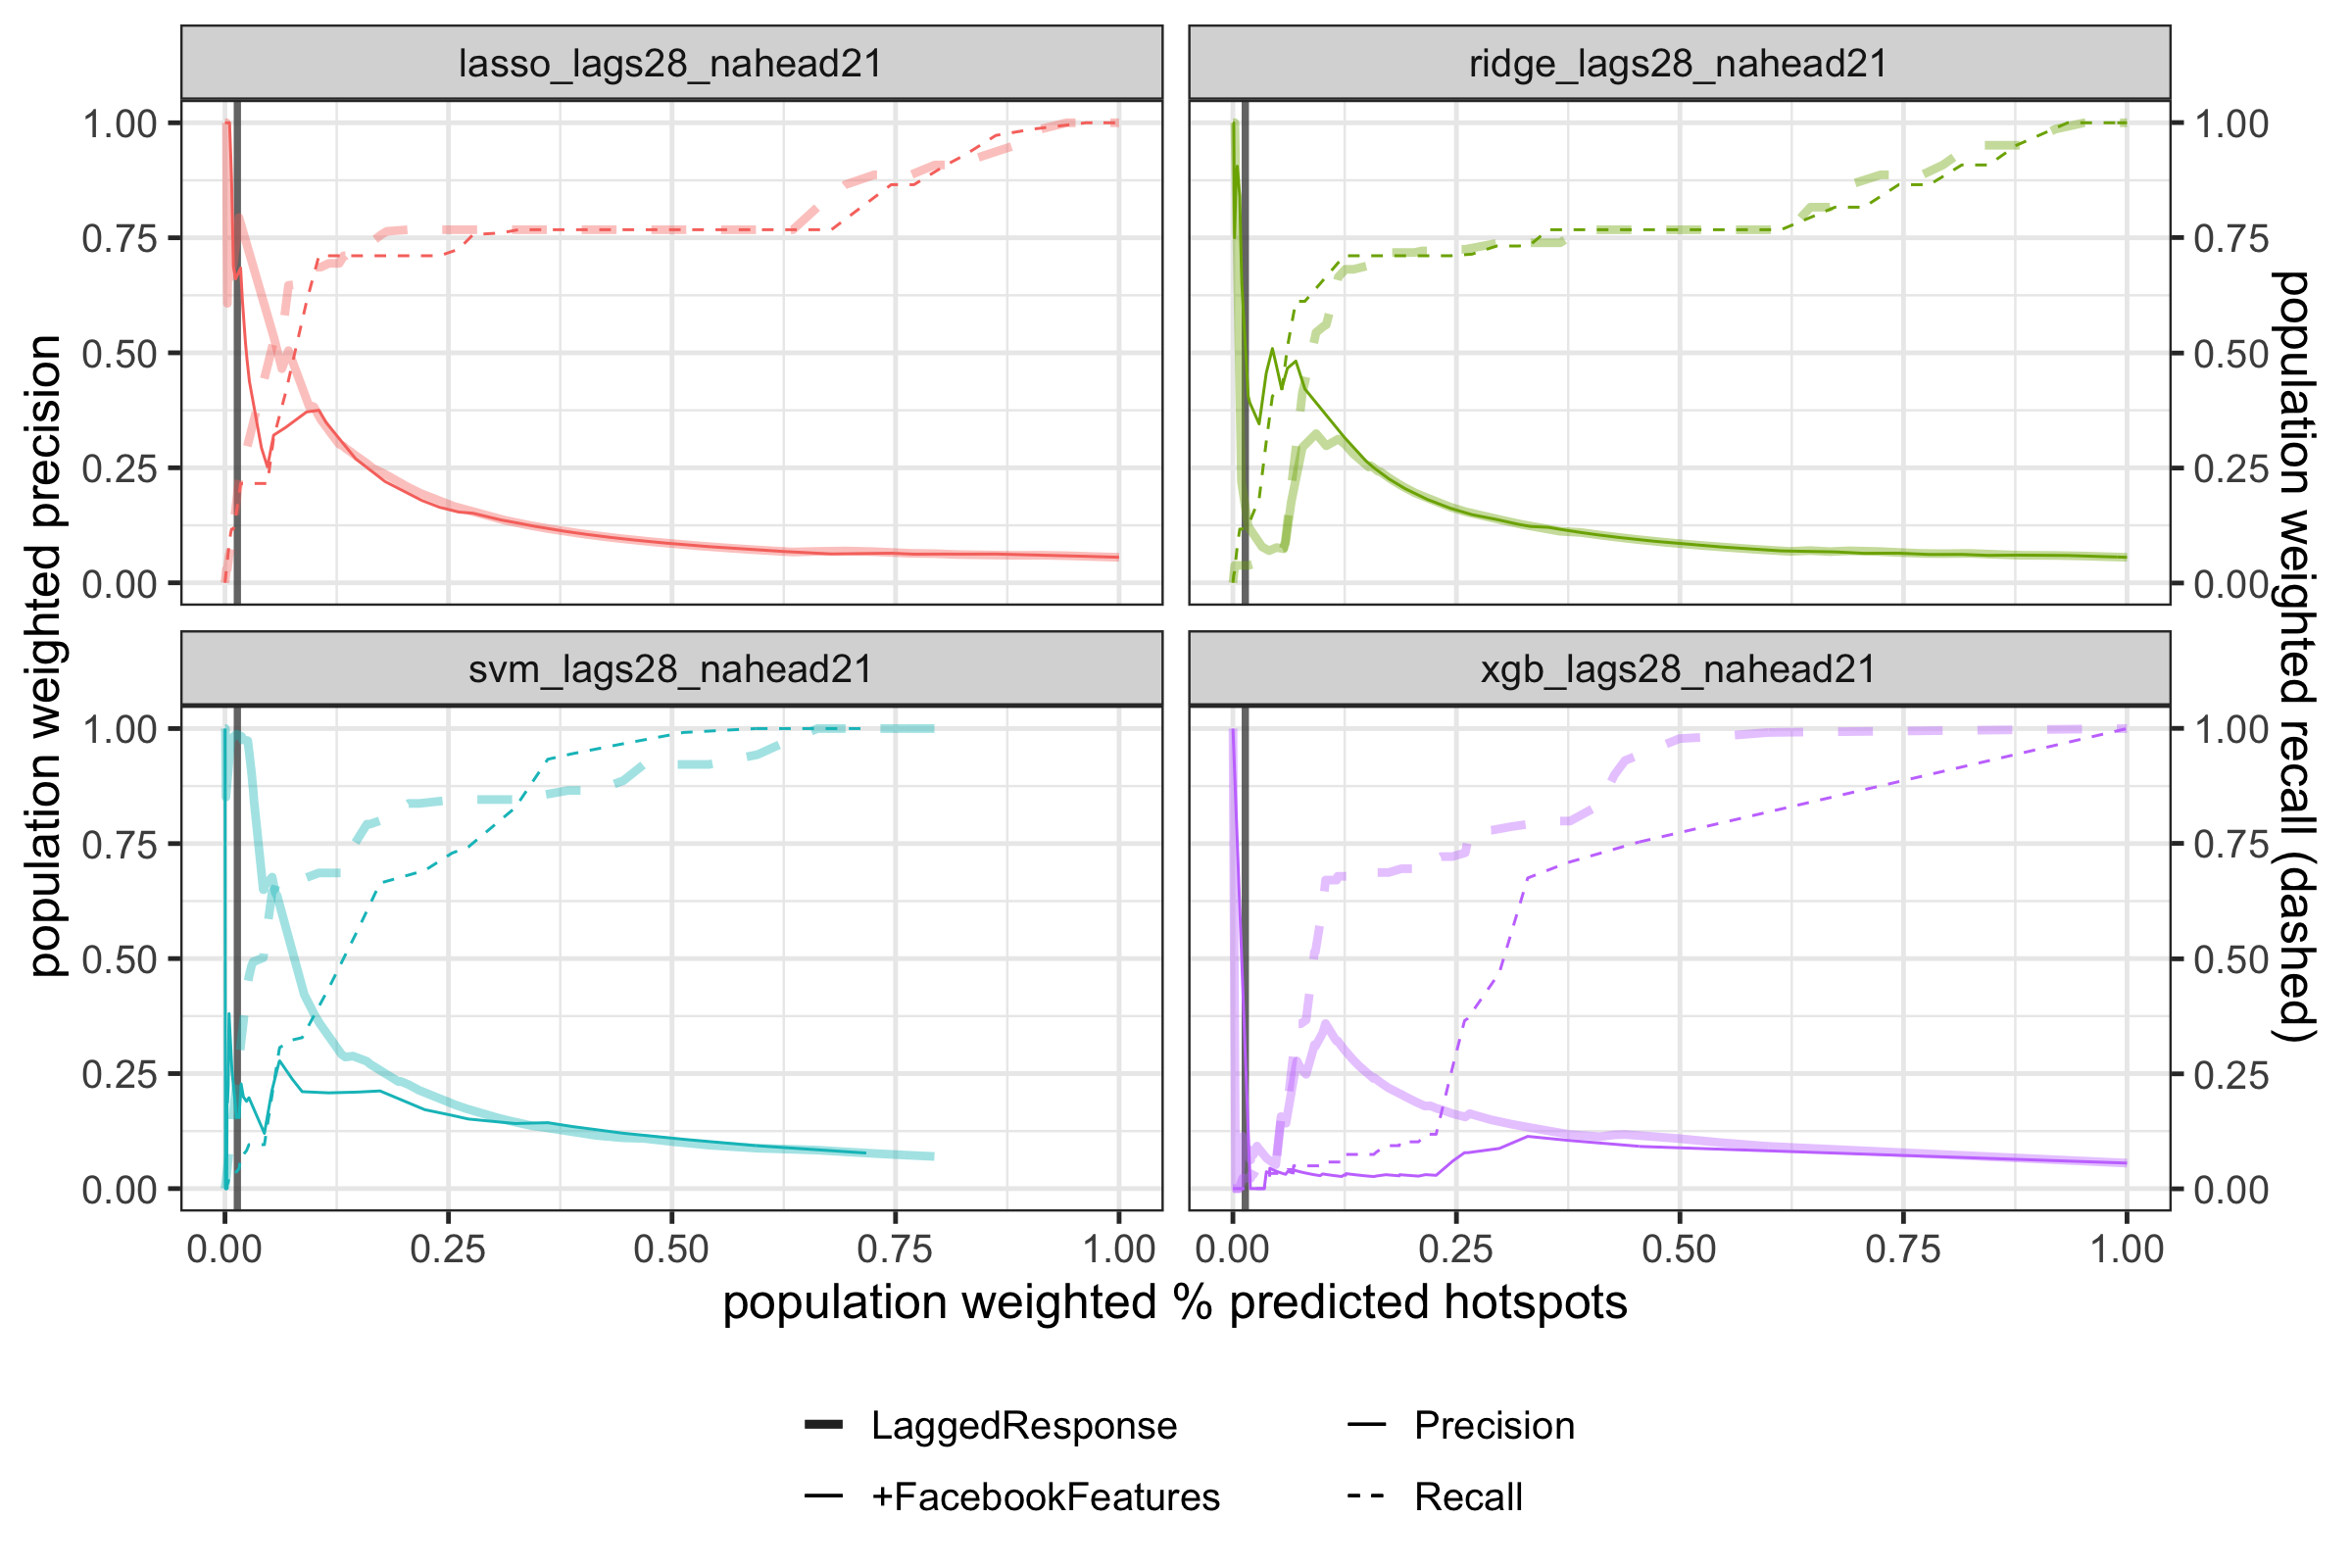 lasso_lags28_nahead21
ridge_lags28_nahead21
1.00
0.75
0.50
0.25
0.00
1.00
0.75
0.50
0.25
0.00
svm_lags28_nahead21
xgb_lags28_nahead21
1.00
0.75
0.50
0.25
0.00
1.00
0.75
0.50
0.25
0.00
population weighted precision
population weighted recall (dashed)
0.00 0.25 0.50 0.75 1.00
0.00 0.25 0.50 0.75 1.00
population weighted % predicted hotspots
LaggedResponse
Precision
+FacebookFeatures
Recall